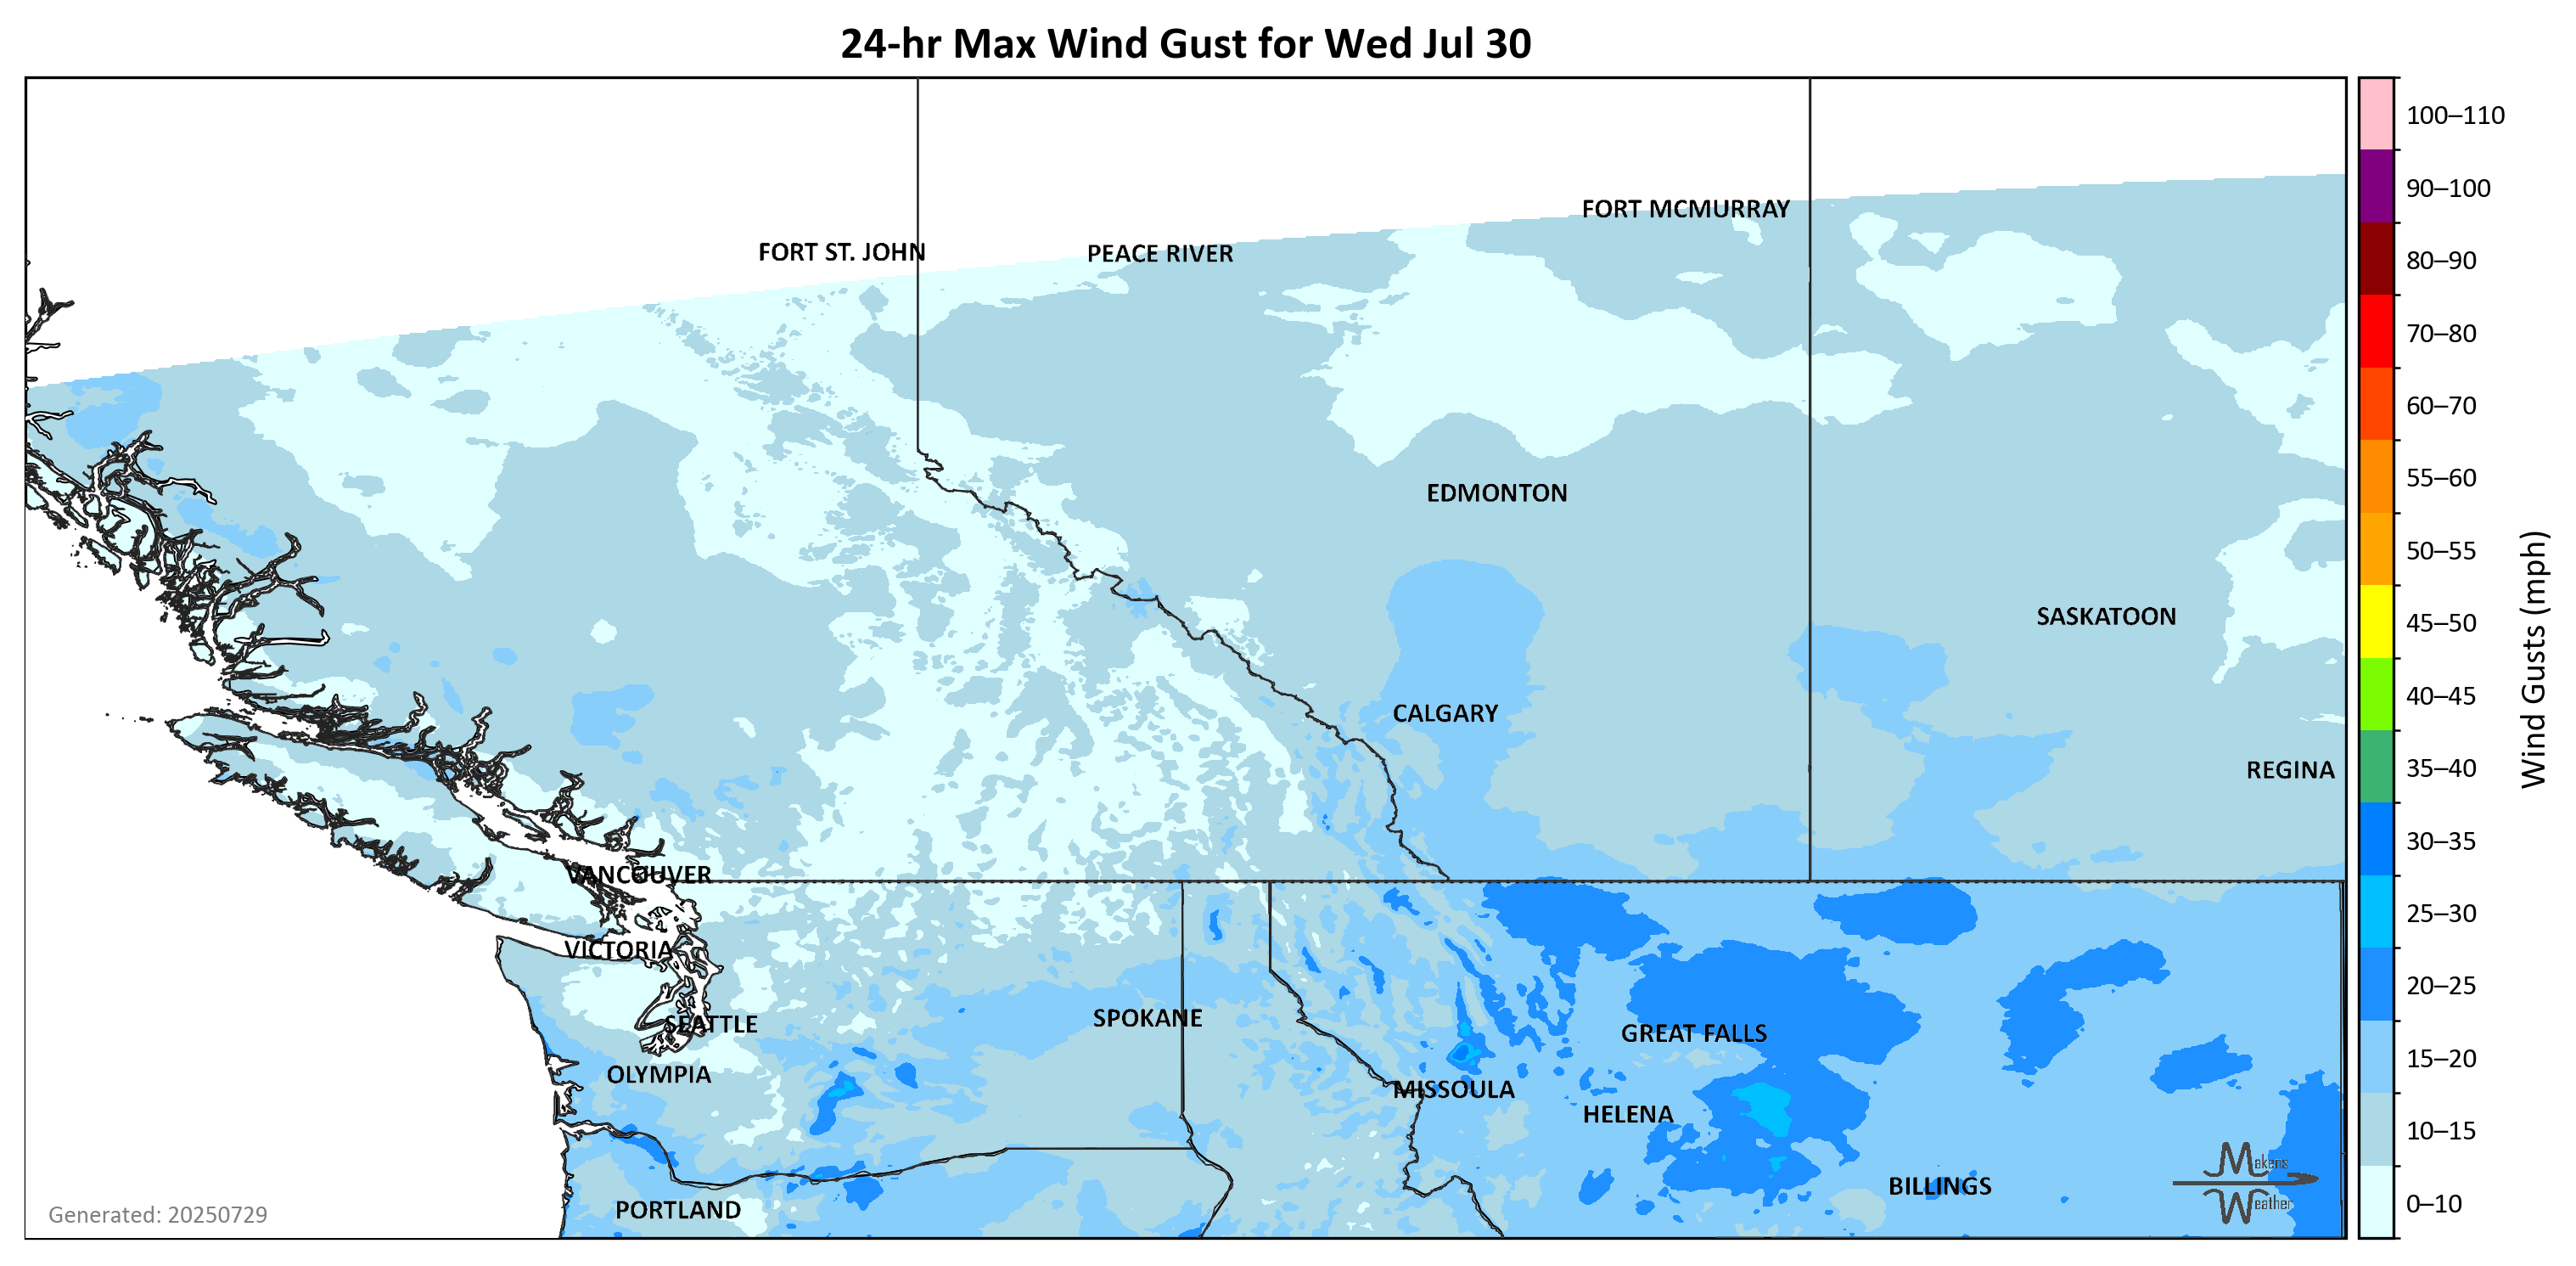 24-hr Max Wind Gust for Wed Jul 30
100–110
90–100
80–90
70–80
60–70
55–60
50–55
45–50
40–45
35–40
30–35
25–30
20–25
15–20
10–15
0–10
Wind Gusts (mph)
FORT MCMURRAY
FORT ST. JOHN
PEACE RIVER
EDMONTON
SASKATOON
CALGARY
REGINA
VANCOUVER
VICTORIA
SEATTLE
SPOKANE
GREAT FALLS
OLYMPIA
MISSOULA
HELENA
BILLINGS
PORTLAND
Makens
Weather
Generated: 20250729